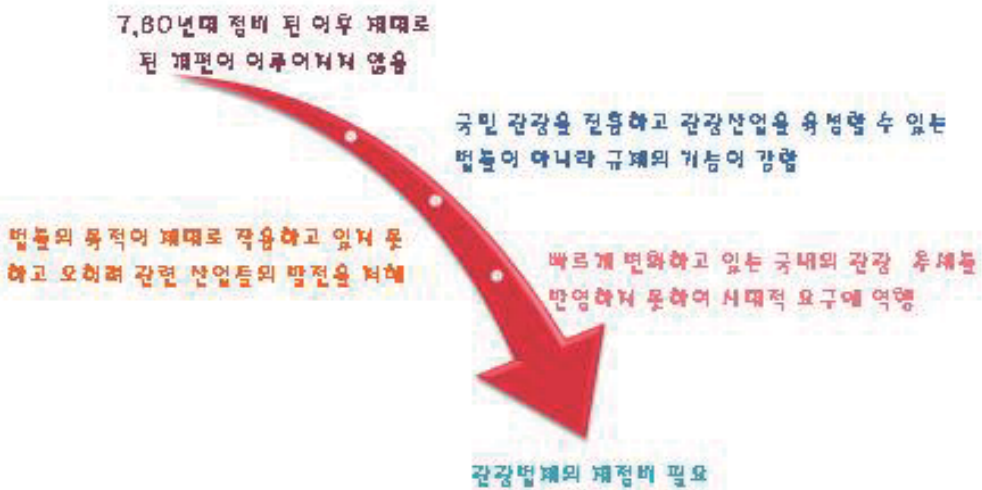 7,80년대 정비 된 이후 제대로
된 개편이 이루어지지 않음
국민 관광을 진흥하고 관광산업을 육성할 수 있는
법들이 아니라 규제의 기능이 강함
법들의 목적이 제대로 작용하고 있지 못
하고 오히려 관련 산업들의 발전을 저해
빠르게 변화하고 있는 국내외 관광 추세를
반영하지 못하여 시대적 요구에 역행
관광법제의 재정비 필요